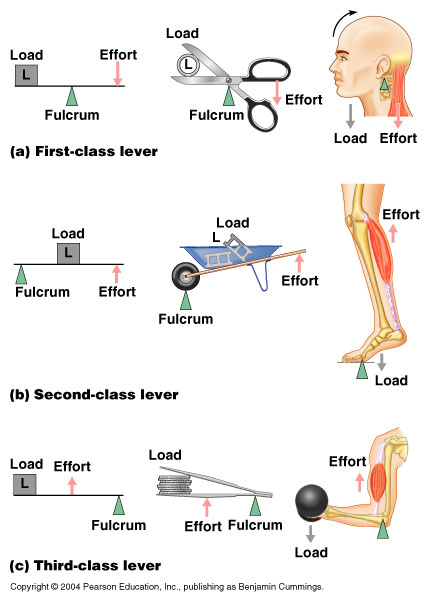 Load
Effort
L
Fulcrum
Load
L
Effort
Fulcrum
Load
Effort
(a) First-class lever
Load
L
Fulcrum
Effort
Load
L
Effort
Fulcrum
Effort
Load
(b) Second-class lever
Load
Effort
L
Fulcrum
Load
Effort
Fulcrum
Effort
Load
(c) Third-class lever
Copyright © 2004 Pearson Education, Inc., publishing as Benjamin Cummings.